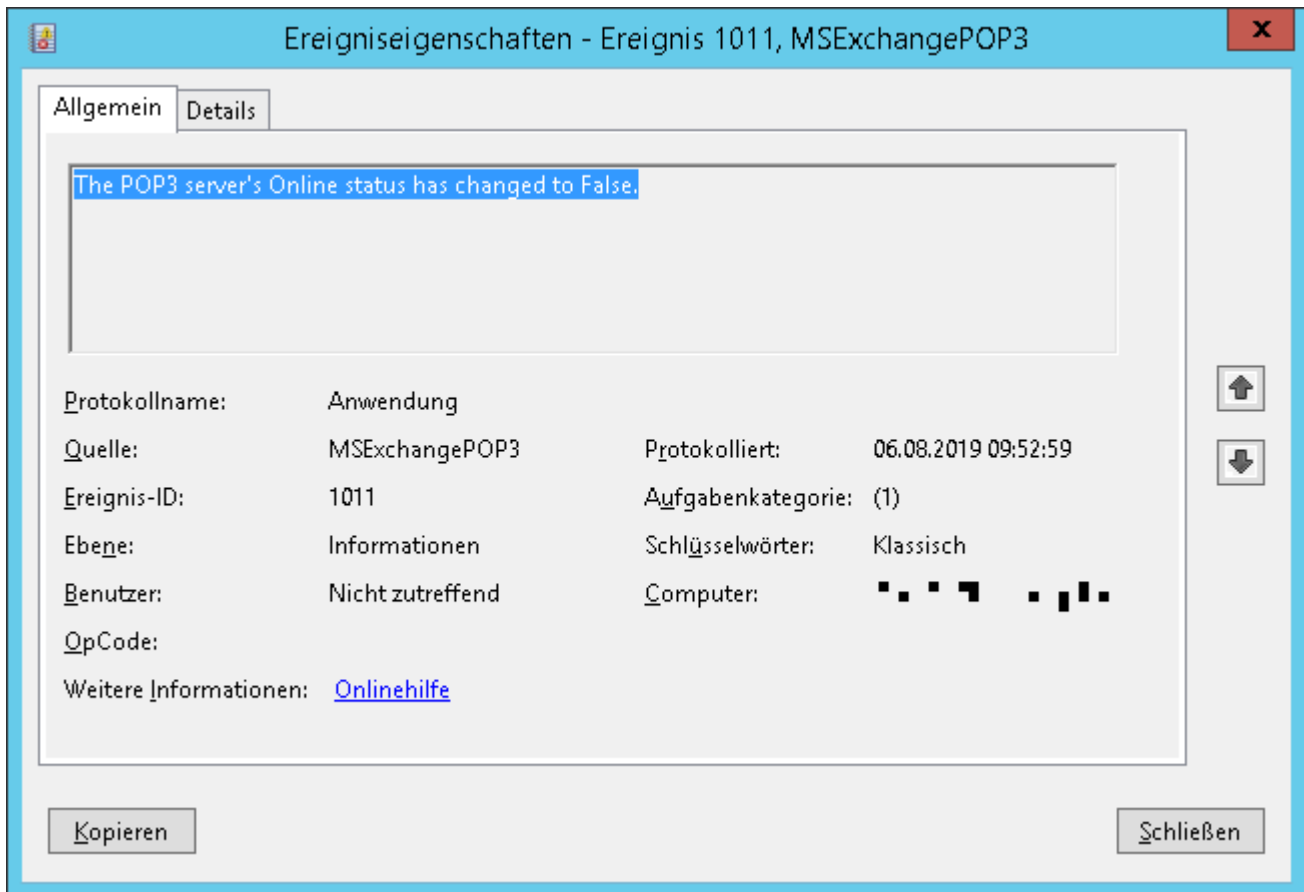 Ereigniseigenschaften - Ereignis 1011, MSExchangePOP3
x
Allgemein Details
The POP3 server's Online status has changed to False.
Protokollname: Anwendung
Quelle: MSExchangePOP3 Protokolliert: 06.08.2019 09:52:59
Ereignis-ID: 1011 Aufgabenkategorie: (1)
Ebene: Informationen Schlüsselwörter: Klassisch
Benutzer: Nicht zutreffend Computer:
OpCode:
Weitere Informationen: Onlinehilfe
Kopieren Schließen